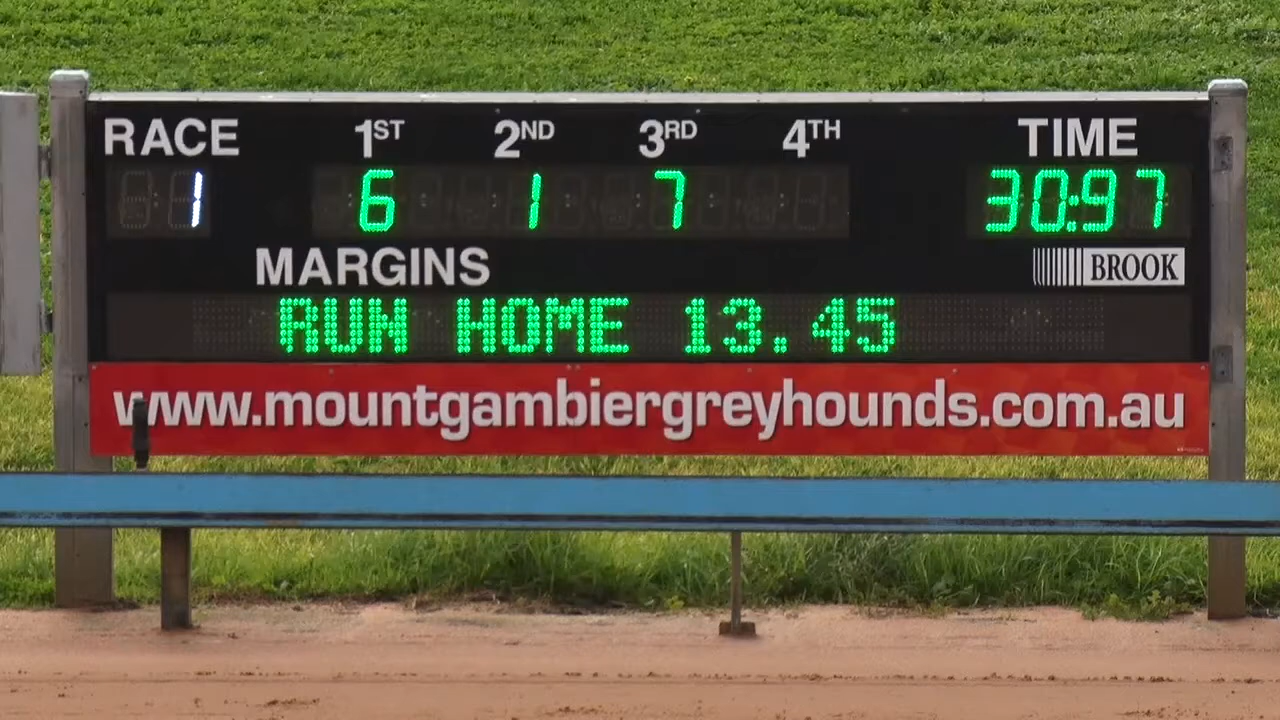 RACE 1ST 2ND 3RD 4TH TIME
1 6 1 7 30:97
MARGINS BROOK
RUN HOME 13.45
www.mountgambiergreyhounds.com.au